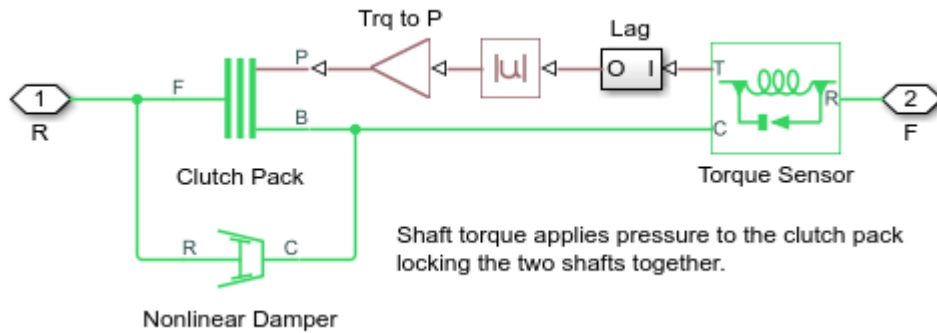 Trq to P
Lag
P
|u|
O I
T
1
F
R
2
R
B
C
F
Clutch Pack
Torque Sensor
R
C
Shaft torque applies pressure to the clutch pack
locking the two shafts together.
Nonlinear Damper